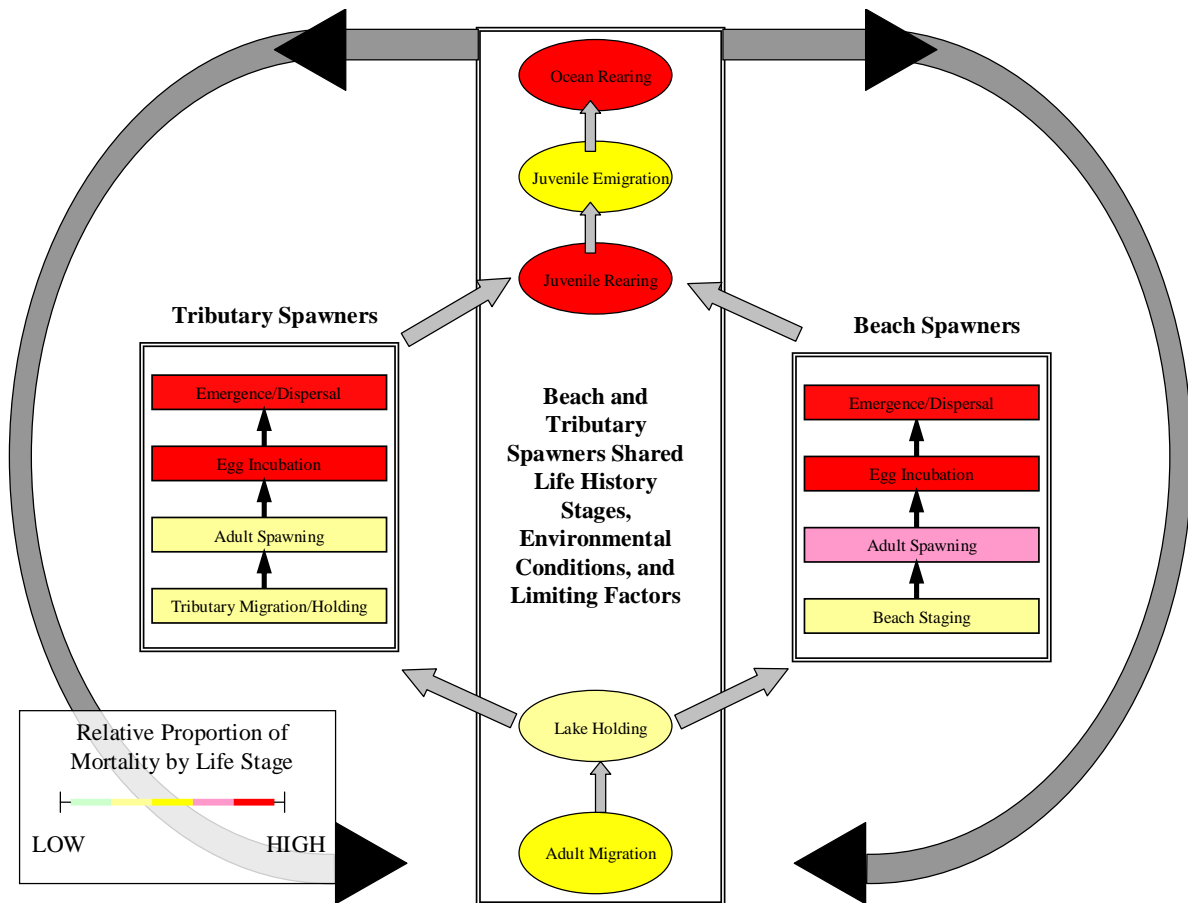 Ocean Rearing
Juvenile Emigration
Juvenile Rearing
Tributary Spawners
Emergence/Dispersal
Egg Incubation
Adult Spawning
Tributary Migration/Holding
Beach and
Tributary
Spawners Shared
Life History
Stages,
Environmental
Conditions, and
Limiting Factors
Beach Spawners
Emergence/Dispersal
Egg Incubation
Adult Spawning
Beach Staging
Lake Holding
Adult Migration
Relative Proportion of
Mortality by Life Stage
LOW HIGH